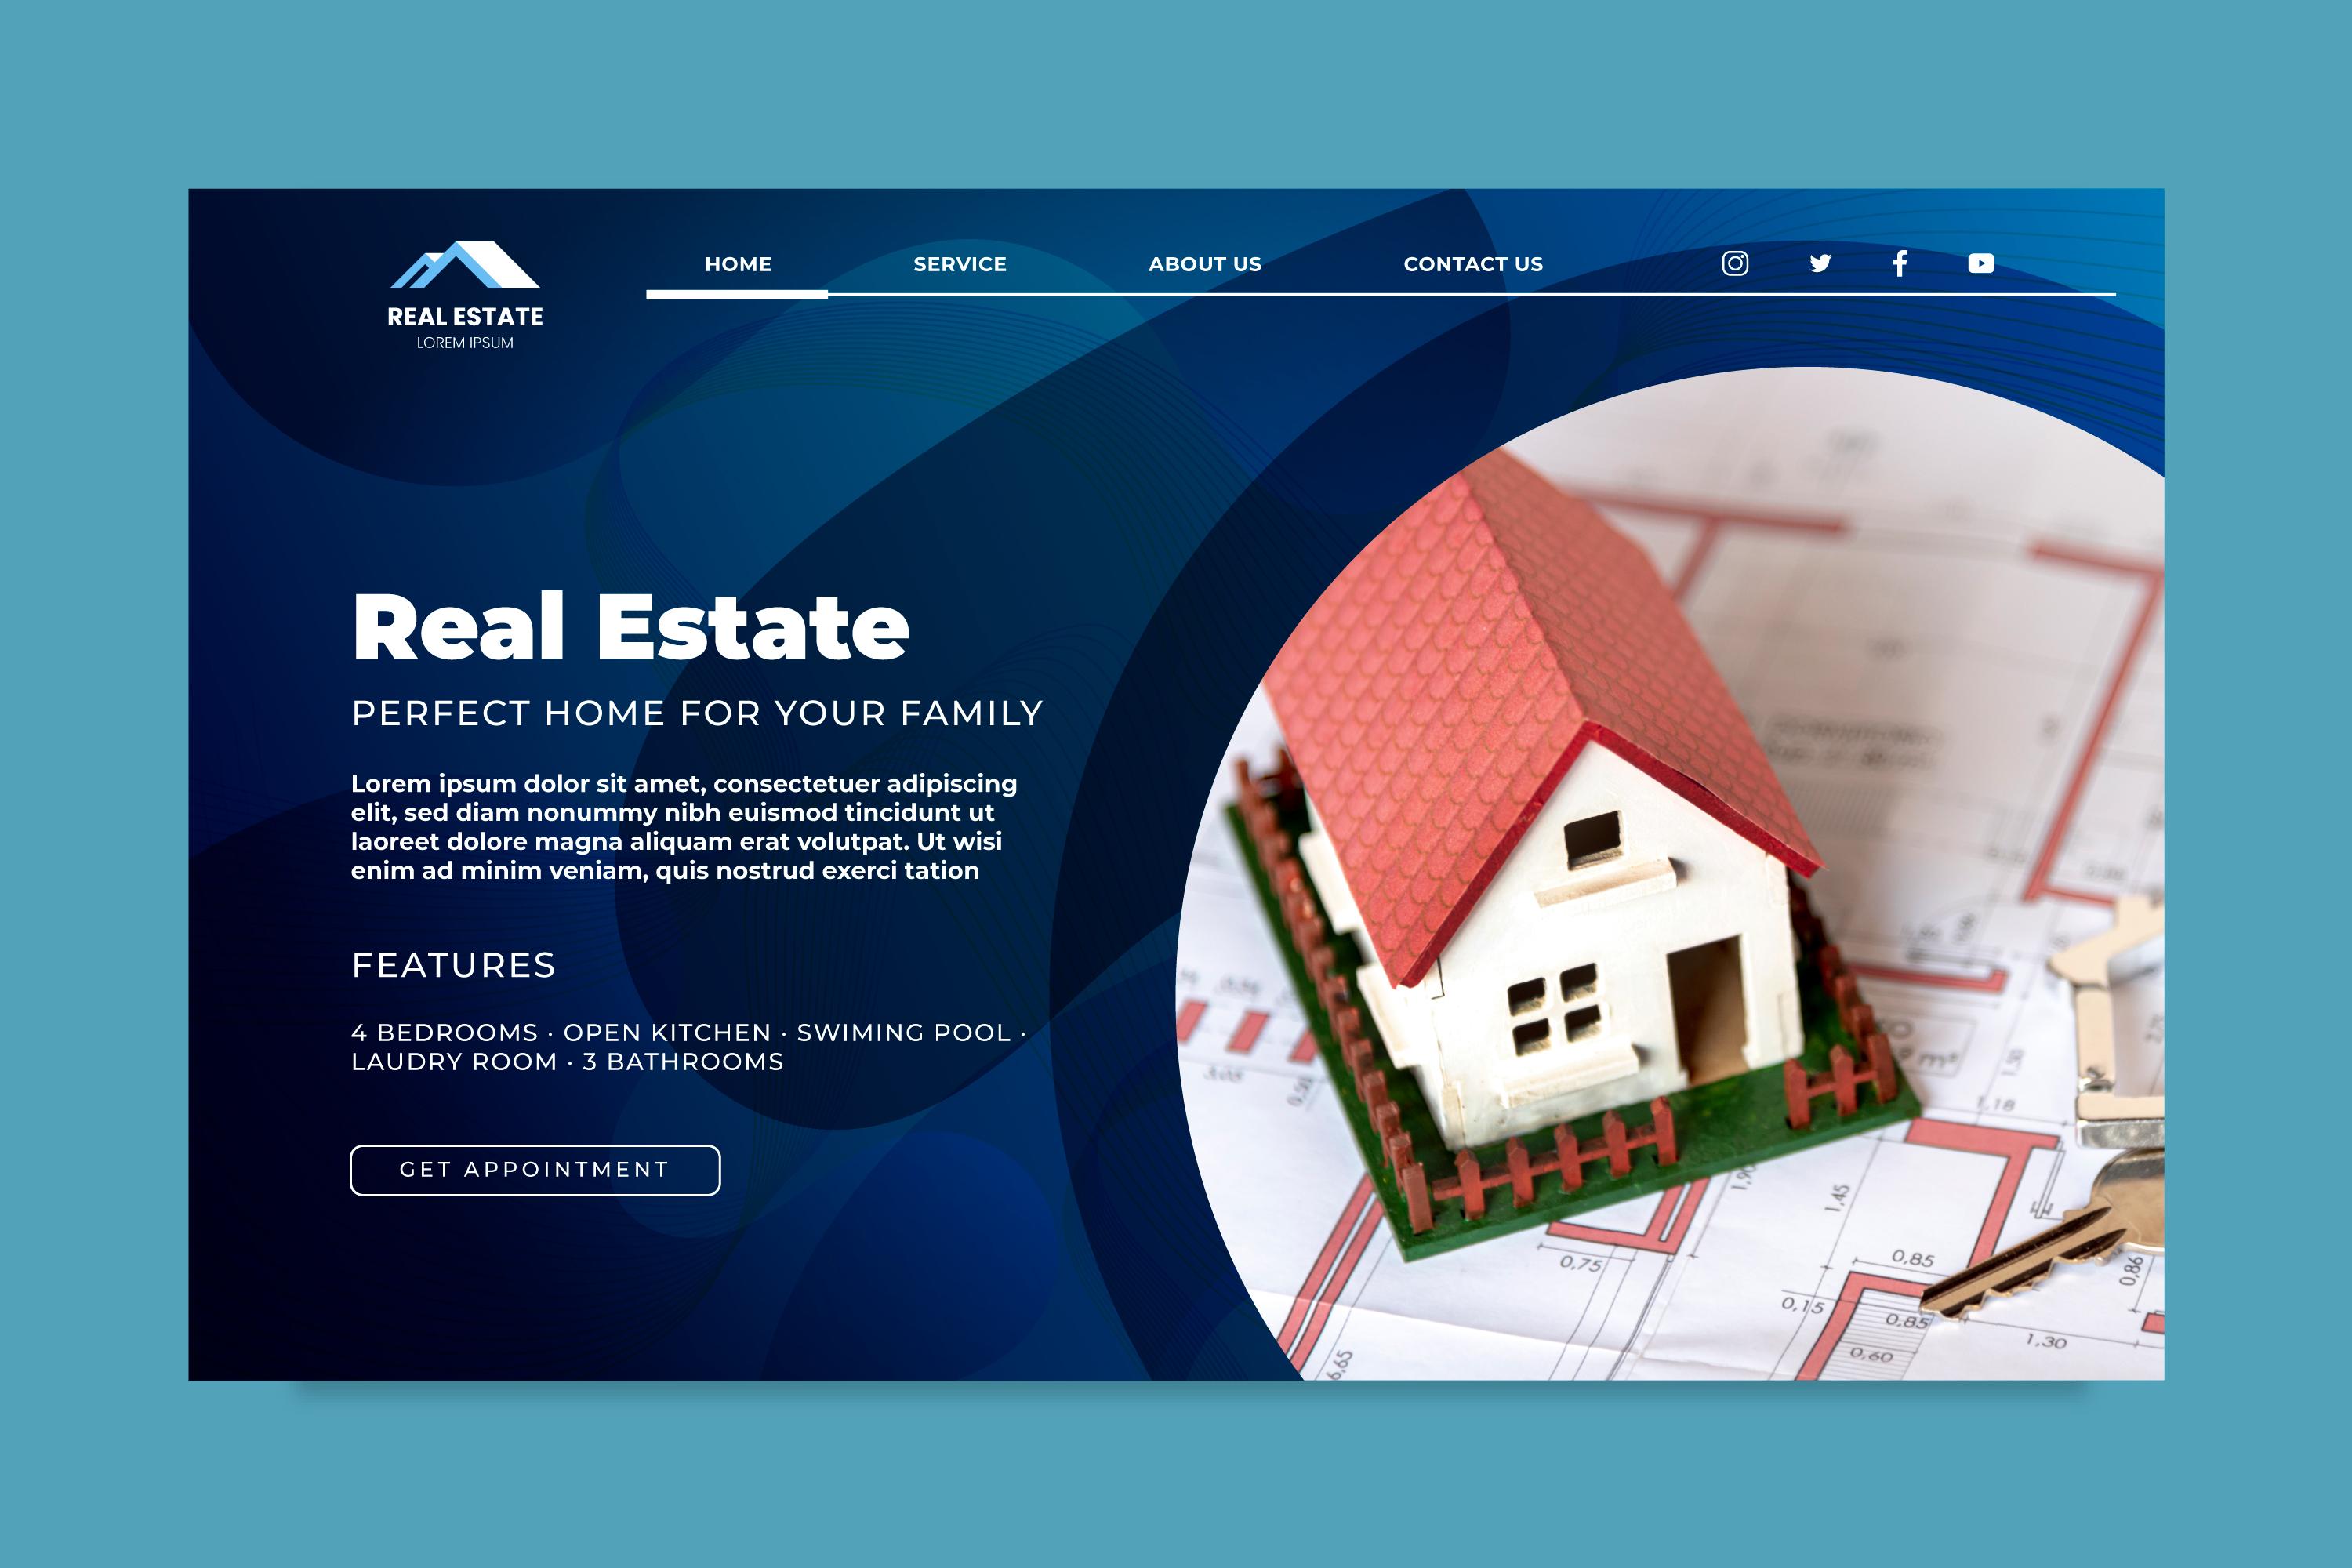 REAL ESTATE
LOREM IPSUM
HOME
SERVICE
ABOUT US
CONTACT US
Real Estate
PERFECT HOME FOR YOUR FAMILY
Lorem ipsum dolor sit amet, consectetuer adipiscing
elit, sed diam nonummy nibh euismod tincidunt ut
laoreet dolore magna aliquam erat volutpat. Ut wisi
enim ad minim veniam, quis nostrud exerci tation
FEATURES
4 BEDROOMS · OPEN KITCHEN · SWIMING POOL ·
LAUDRY ROOM · 3 BATHROOMS
GET APPOINTMENT
1,18
1,45
0,75
0,85
0,86
0,15
0,85
1,30
0,60
6,65